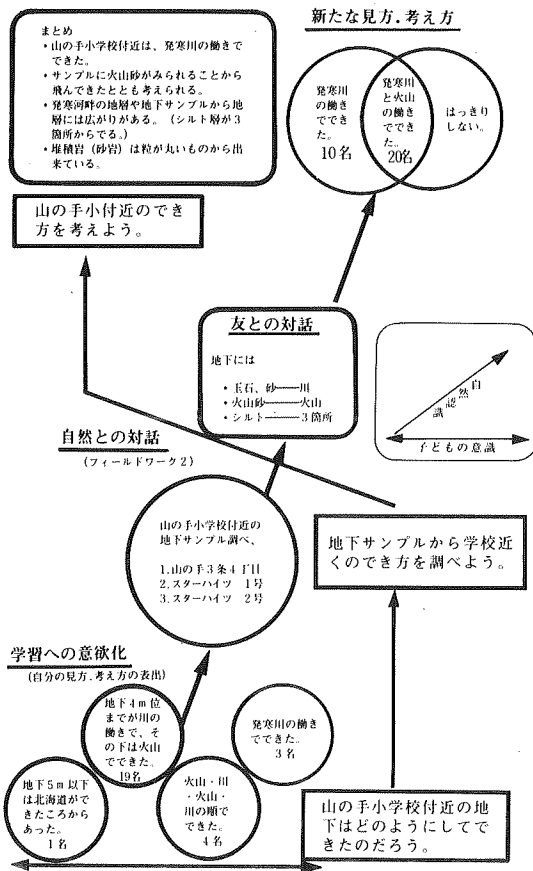 新たな見方．考え方
まとめ
・山の手小学校付近は、発寒川の働きで
できた。
・サンプルに火山砂がみられることから
飛んできたとも考えられる。
・発寒河畔の地層や地下サンプルから地
層には広がりがある。（シルト層が３
箇所からでる。）
・堆積岩（砂岩）は粒が丸いものから出
来ている。
発寒川
の働き
ででき
た。
10名
発寒川
と火山
の働き
ででき
た。
20名
はっきり
しない。
山の手小付近のでき
方を考えよう。
友との対話
地下には
・玉石、砂――川
・火山砂――火山
・シルト――３箇所
自然認識
子どもの意識
自然との対話
（フィールドワーク２）
山の手小学校付近の
地下サンプル調べ、
1.山の手３条４丁目
2.スターハイツ　１号
3.スターハイツ　２号
地下サンプルから学校近
くのでき方を調べよう。
学習への意欲化
（自分の見方．考え方の表出）
地下４ｍ位
までが川の
働きで、そ
の下は火山
でできた。
19名
発寒川の働き
でできた。
３名
地下５ｍ以下
は北海道がで
きたころから
あった。
１名
火山・川
・火山・
川の順で
できた。
４名
山の手小学校付近の地
下はどのようにしてで
きたのだろう。